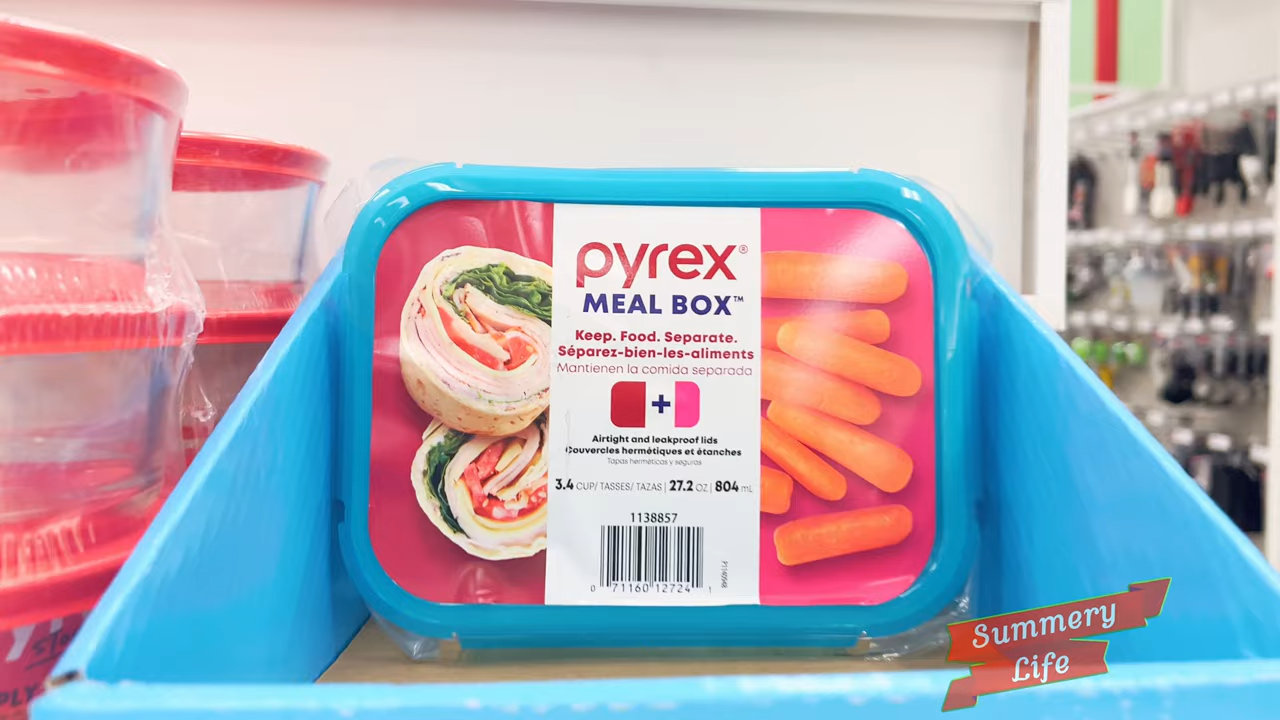 pyrex®
MEAL BOX™
Keep. Food. Separate.
Séparez-bien-les-aliments
Mantienen la comida separada
+
Airtight and leakproof lids
Couvercles hermétiques et étanches
Tapas herméticas y seguras
3.4 CUP/ TASSES/ TAZAS | 27.2 OZ | 804 mL
1138857
0 71160 12724 1
P1140548
Summery
Life